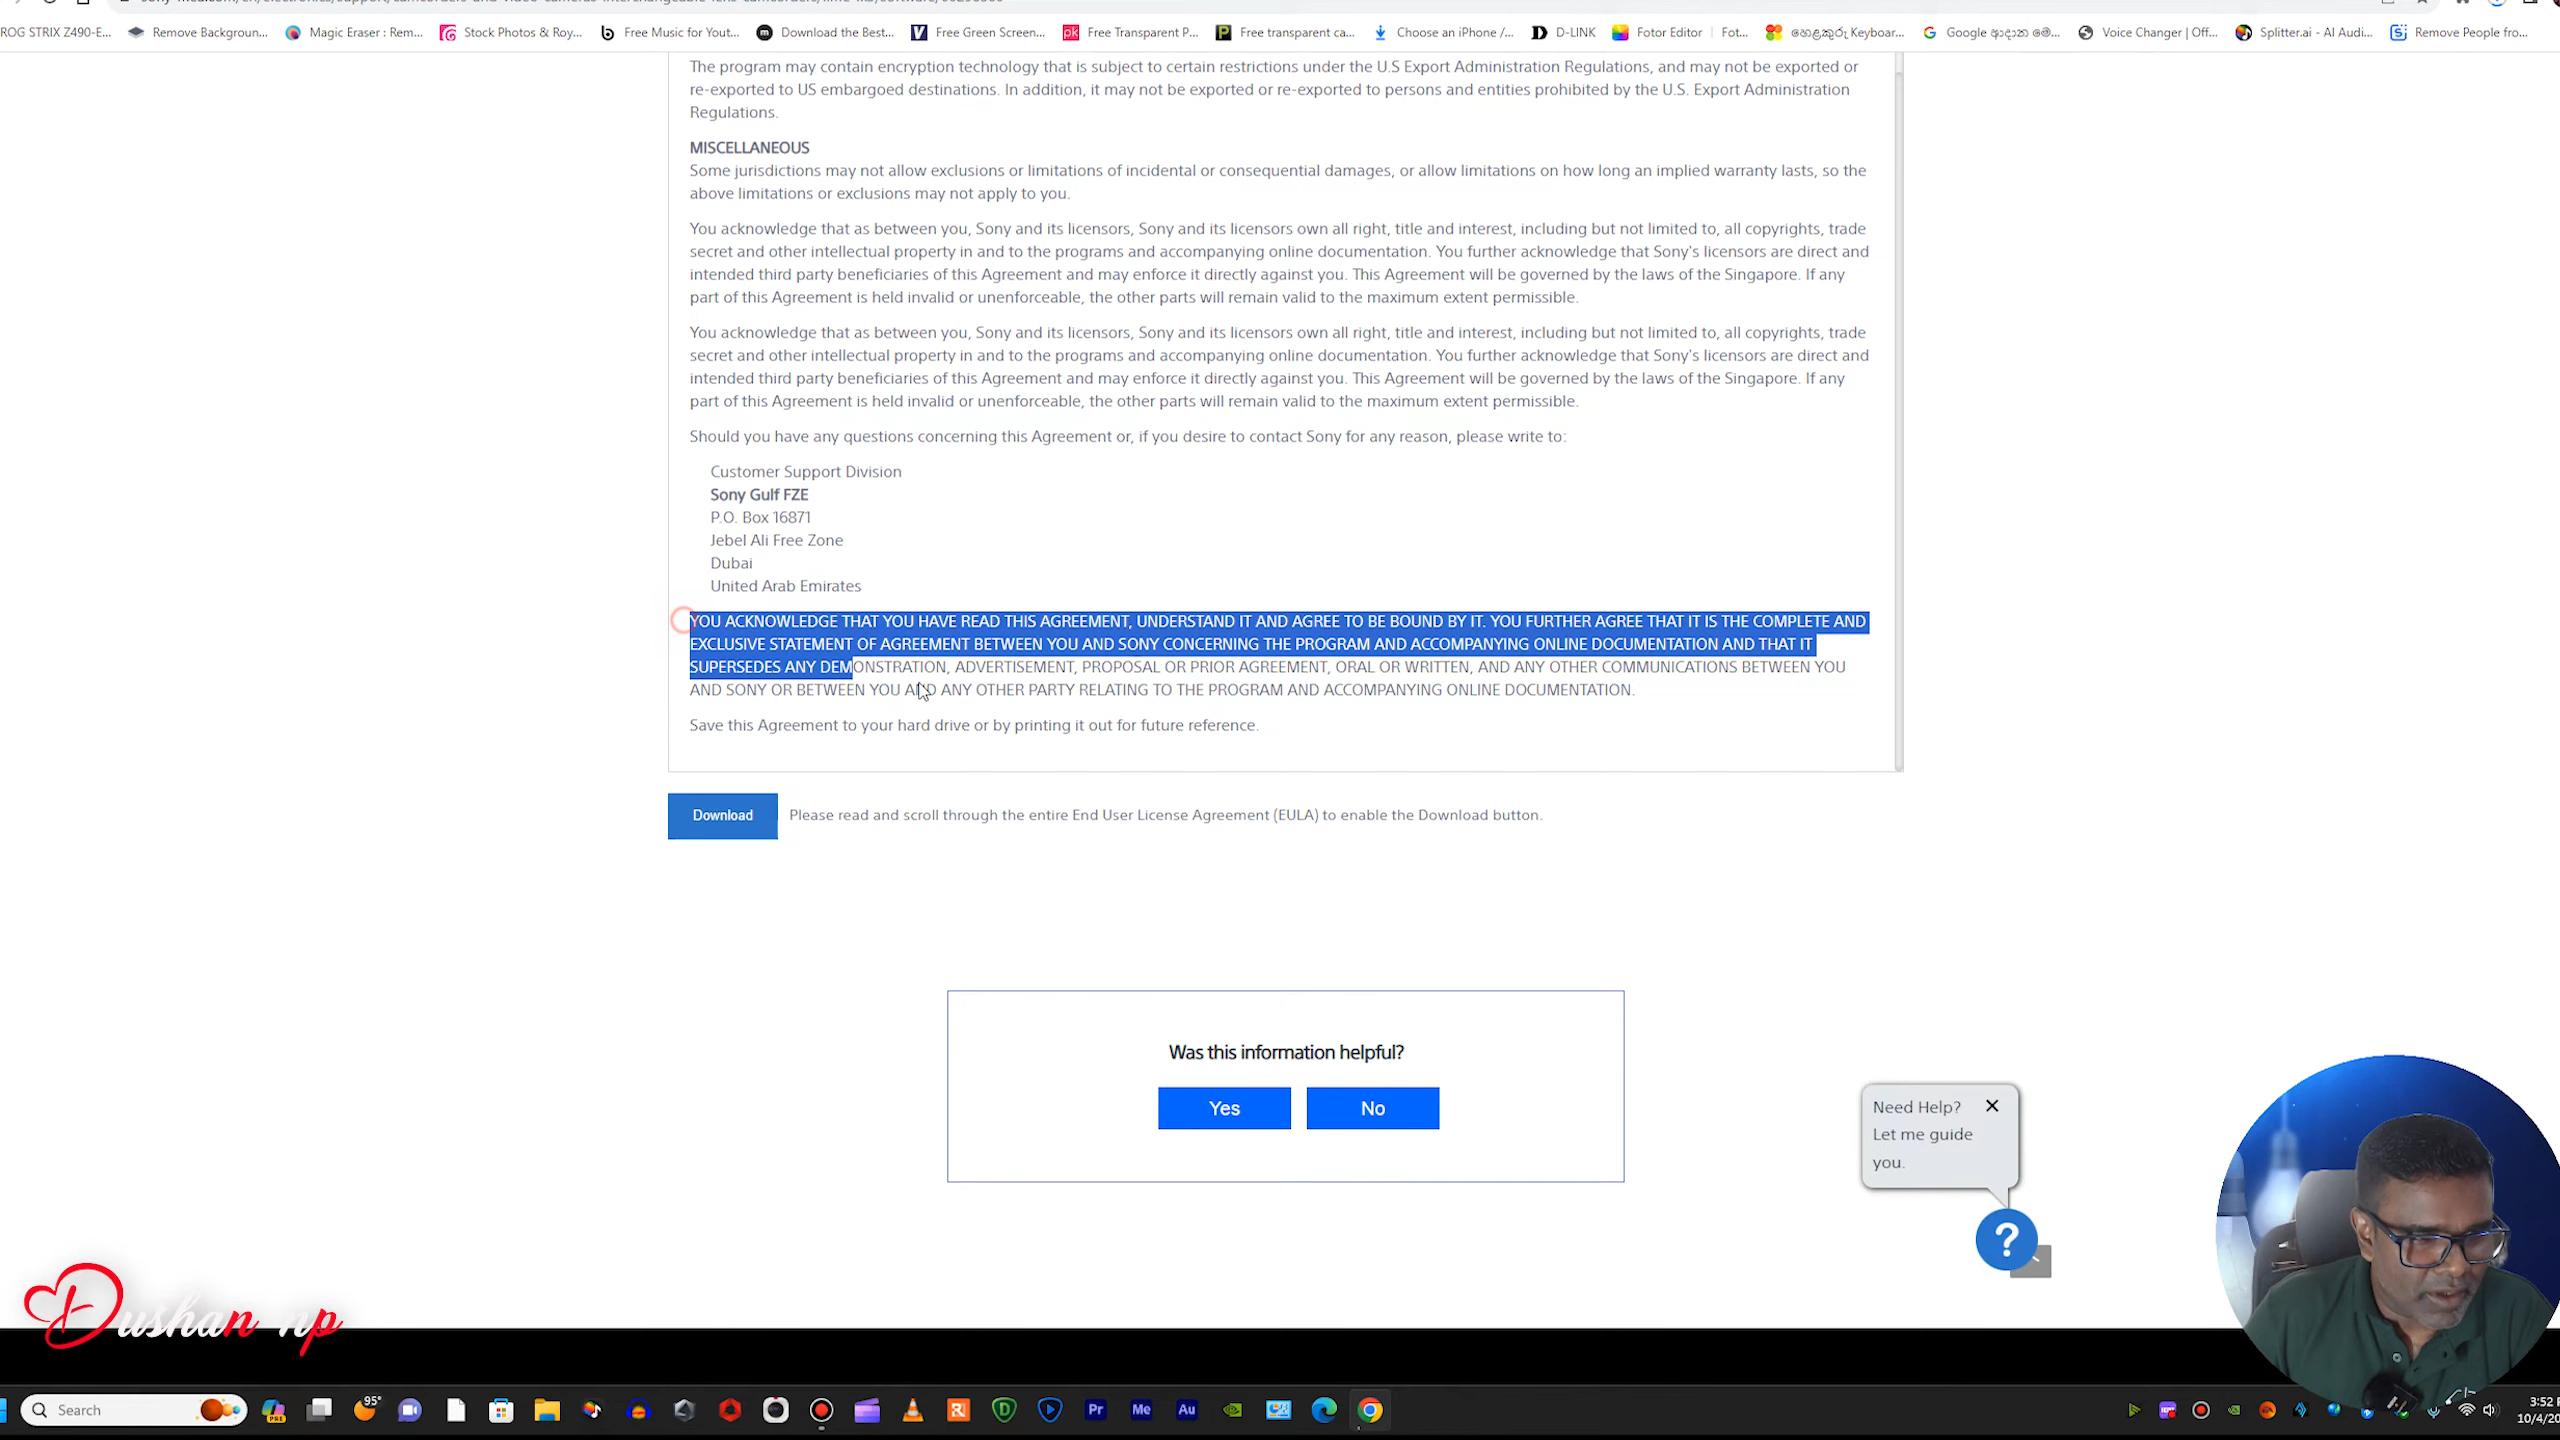 ROG STRIX Z490-E... Remove Backgroun... Magic Eraser : Rem... Stock Photos & Roy... Free Music for Yout... Download the Best... Free Green Screen... Free Transparent P... Free transparent ca... Choose an iPhone /... D-LINK Fotor Editor | Fot... හෙළකුරු Keyboar... Google ආදාන මෙ... Voice Changer | Off... Splitter.ai - AI Audi... Remove People fro...
The program may contain encryption technology that is subject to certain restrictions under the U.S Export Administration Regulations, and may not be exported or
re-exported to US embargoed destinations. In addition, it may not be exported or re-exported to persons and entities prohibited by the U.S. Export Administration
Regulations.
MISCELLANEOUS
Some jurisdictions may not allow exclusions or limitations of incidental or consequential damages, or allow limitations on how long an implied warranty lasts, so the
above limitations or exclusions may not apply to you.
You acknowledge that as between you, Sony and its licensors, Sony and its licensors own all right, title and interest, including but not limited to, all copyrights, trade
secret and other intellectual property in and to the programs and accompanying online documentation. You further acknowledge that Sony's licensors are direct and
intended third party beneficiaries of this Agreement and may enforce it directly against you. This Agreement will be governed by the laws of the Singapore. If any
part of this Agreement is held invalid or unenforceable, the other parts will remain valid to the maximum extent permissible.
You acknowledge that as between you, Sony and its licensors, Sony and its licensors own all right, title and interest, including but not limited to, all copyrights, trade
secret and other intellectual property in and to the programs and accompanying online documentation. You further acknowledge that Sony's licensors are direct and
intended third party beneficiaries of this Agreement and may enforce it directly against you. This Agreement will be governed by the laws of the Singapore. If any
part of this Agreement is held invalid or unenforceable, the other parts will remain valid to the maximum extent permissible.
Should you have any questions concerning this Agreement or, if you desire to contact Sony for any reason, please write to:
Customer Support Division
Sony Gulf FZE
P.O. Box 16871
Jebel Ali Free Zone
Dubai
United Arab Emirates
YOU ACKNOWLEDGE THAT YOU HAVE READ THIS AGREEMENT, UNDERSTAND IT AND AGREE TO BE BOUND BY IT. YOU FURTHER AGREE THAT IT IS THE COMPLETE AND
EXCLUSIVE STATEMENT OF AGREEMENT BETWEEN YOU AND SONY CONCERNING THE PROGRAM AND ACCOMPANYING ONLINE DOCUMENTATION AND THAT IT
SUPERSEDES ANY DEMONSTRATION, ADVERTISEMENT, PROPOSAL OR PRIOR AGREEMENT, ORAL OR WRITTEN, AND ANY OTHER COMMUNICATIONS BETWEEN YOU
AND SONY OR BETWEEN YOU AND ANY OTHER PARTY RELATING TO THE PROGRAM AND ACCOMPANYING ONLINE DOCUMENTATION.
Save this Agreement to your hard drive or by printing it out for future reference.
Download Please read and scroll through the entire End User License Agreement (EULA) to enable the Download button.
Was this information helpful?
Yes No
Need Help?
Let me guide
you.
?
Dushan np
Search 95° Pr Me Au 3:52
10/4/20